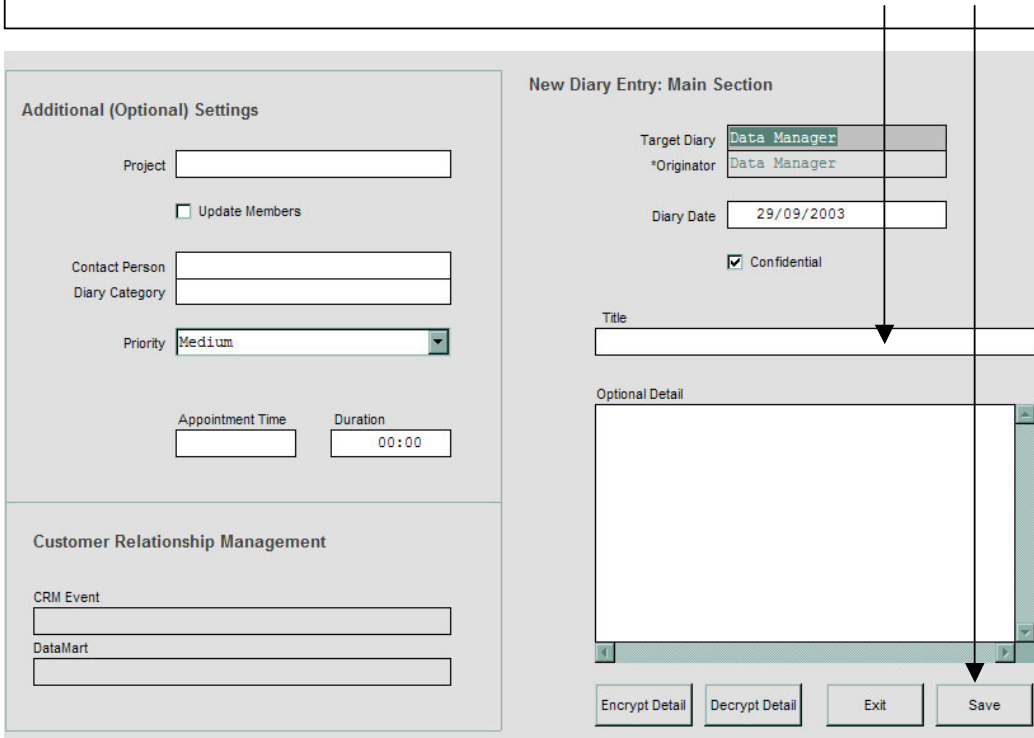 Additional (Optional) Settings
Project
Update Members
Contact Person
Diary Category
Priority Medium
Appointment Time Duration
00:00
Customer Relationship Management
CRM Event
DataMart
New Diary Entry: Main Section
Target Diary Data Manager
*Originator Data Manager
Diary Date 29/09/2003
Confidential
Title
Optional Detail
Encrypt Detail Decrypt Detail Exit Save